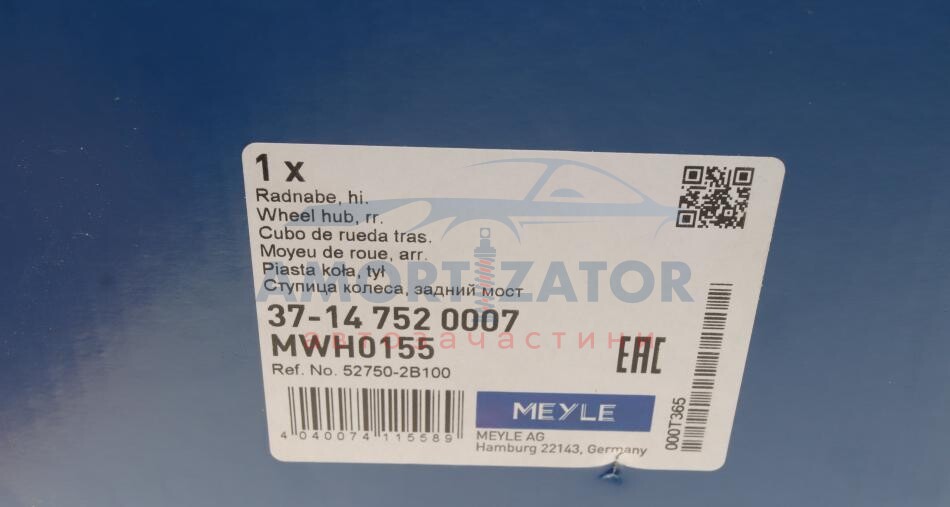 1 x
Radnabe, hi.
Wheel hub, rr.
Cubo de rueda tras.
Moyeu de roue, arr.
Piasta koła, tył
Ступица колеса, задний мост
AMORTIZATOR
автозапчастини
37-14 752 0007
MWH0155
Ref. No. 52750-2B100
EAC
4 040074 115589
MEYLE
MEYLE AG
Hamburg 22143, Germany
000T365